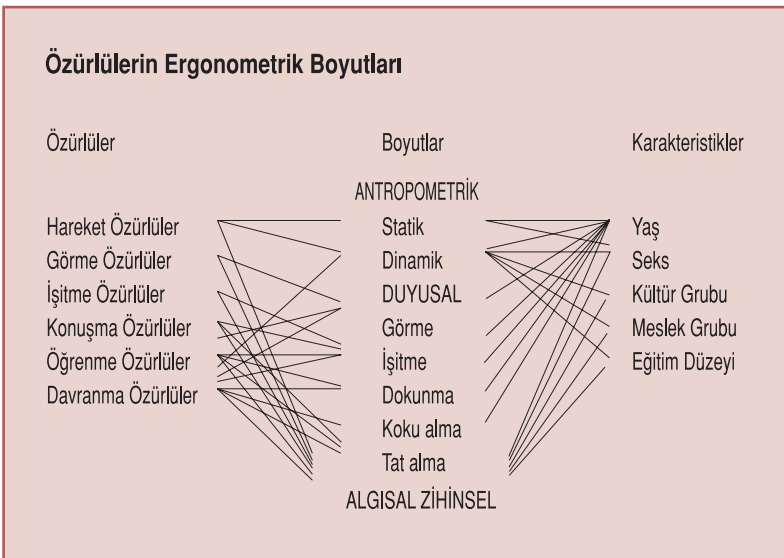 Özürlülerin Ergonometrik Boyutları
Özürlüler Boyutlar Karakteristikler
ANTROPOMETRİK
Hareket Özürlüler Statik Yaş
Görme Özürlüler Dinamik Seks
İşitme Özürlüler DUYUSAL Kültür Grubu
Konuşma Özürlüler Görme Meslek Grubu
Öğrenme Özürlüler İşitme Eğitim Düzeyi
Davranma Özürlüler Dokunma
Koku alma
Tat alma
ALGISAL ZİHİNSEL